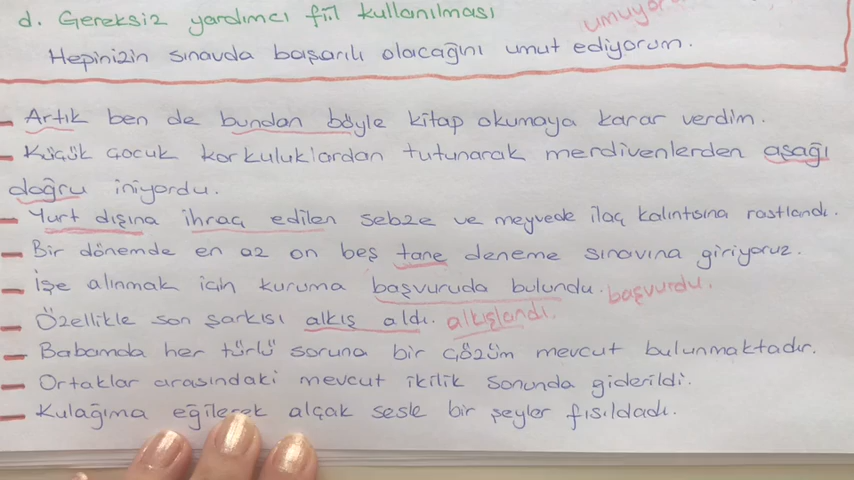 d. Gereksiz yardımcı fiil kullanılması
umuyoru
Hepinizin sınavda başarılı olacağını umut ediyorum.
Artık ben de bundan böyle kitap okumaya karar verdim.
Küçük çocuk korkuluklardan tutunarak merdivenlerden aşağı
doğru iniyordu.
Yurt dışına ihraç edilen sebze ve meyvede ilaç kalıntısına rastlandı.
Bir dönemde en az on beş tane deneme sınavına giriyoruz.
İşe alınmak için kuruma başvuruda bulundu. başvurdu.
Özellikle son şarkısı alkış aldı. alkışlandı.
Babamda her türlü soruna bir çözüm mevcut bulunmaktadır.
Ortaklar arasındaki mevcut ikilik sonunda giderildi.
Kulağıma eğilerek alçak sesle bir şeyler fısıldadı.